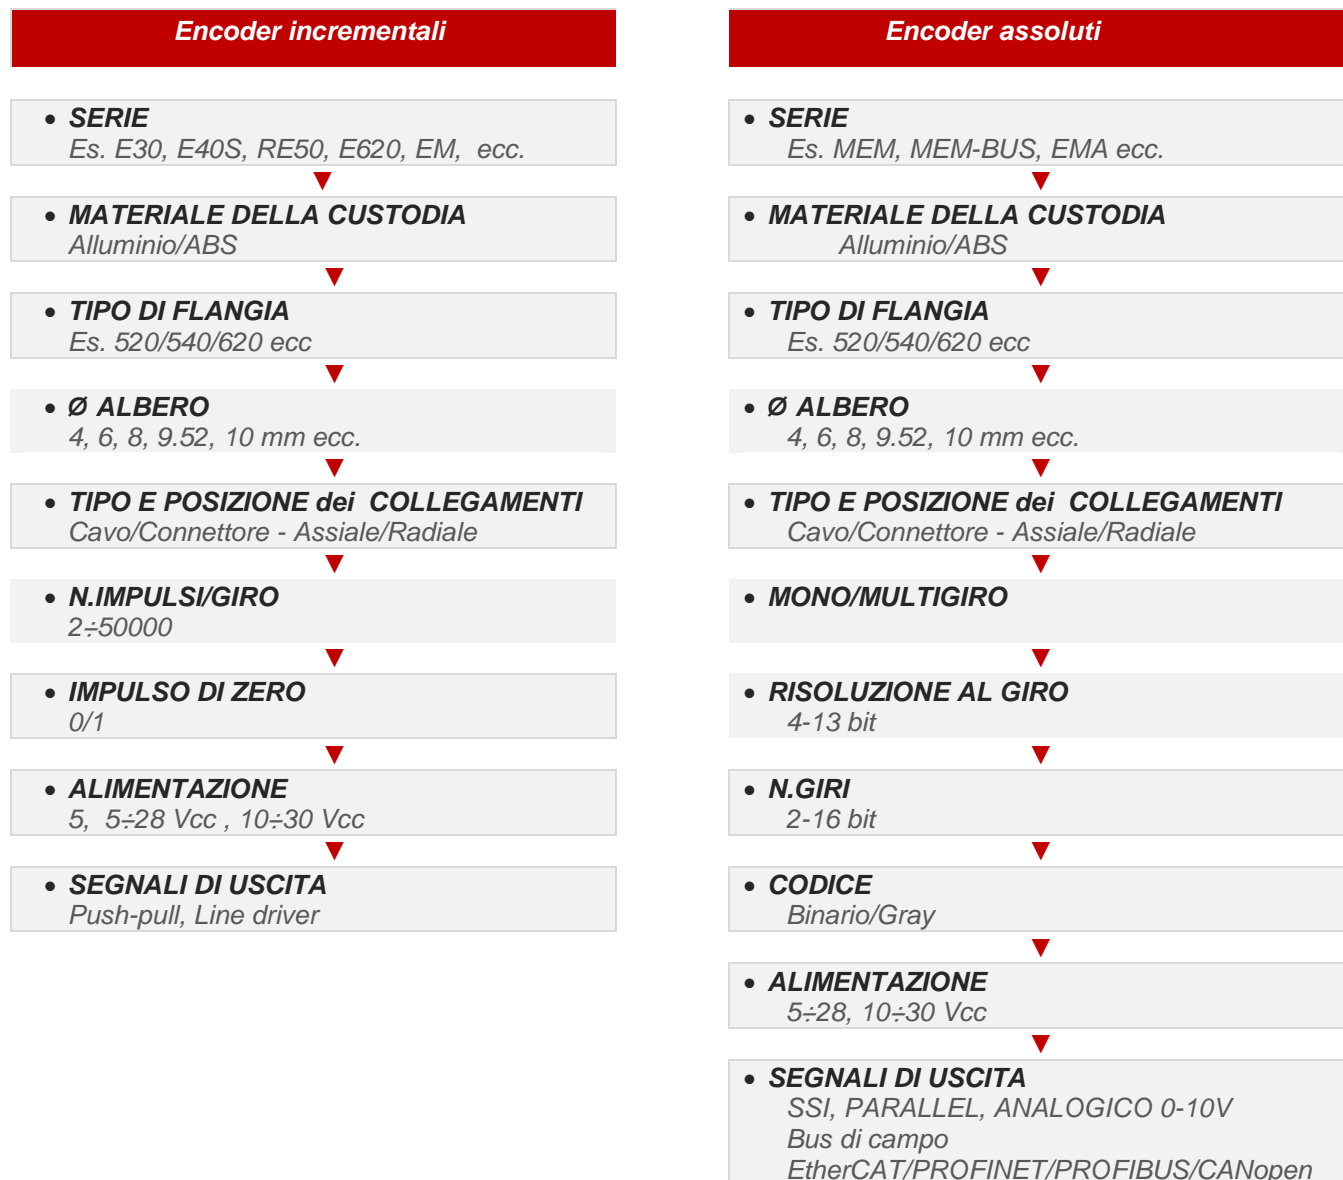 Encoder incrementali
• SERIE
Es. E30, E40S, RE50, E620, EM,  ecc.
▼
• MATERIALE DELLA CUSTODIA
Alluminio/ABS
▼
• TIPO DI FLANGIA
Es. 520/540/620 ecc
▼
• Ø ALBERO
4, 6, 8, 9.52, 10 mm ecc.
▼
• TIPO E POSIZIONE dei  COLLEGAMENTI
Cavo/Connettore - Assiale/Radiale
▼
• N.IMPULSI/GIRO
2÷50000
▼
• IMPULSO DI ZERO
0/1
▼
• ALIMENTAZIONE
5,  5÷28 Vcc , 10÷30 Vcc
▼
• SEGNALI DI USCITA
Push-pull, Line driver
Encoder assoluti
• SERIE
Es. MEM, MEM-BUS, EMA ecc.
▼
• MATERIALE DELLA CUSTODIA
Alluminio/ABS
▼
• TIPO DI FLANGIA
Es. 520/540/620 ecc
▼
• Ø ALBERO
4, 6, 8, 9.52, 10 mm ecc.
▼
• TIPO E POSIZIONE dei  COLLEGAMENTI
Cavo/Connettore - Assiale/Radiale
▼
• MONO/MULTIGIRO
▼
• RISOLUZIONE AL GIRO
4-13 bit
▼
• N.GIRI
2-16 bit
▼
• CODICE
Binario/Gray
▼
• ALIMENTAZIONE
5÷28, 10÷30 Vcc
▼
• SEGNALI DI USCITA
SSI, PARALLEL, ANALOGICO 0-10V
Bus di campo
EtherCAT/PROFINET/PROFIBUS/CANopen